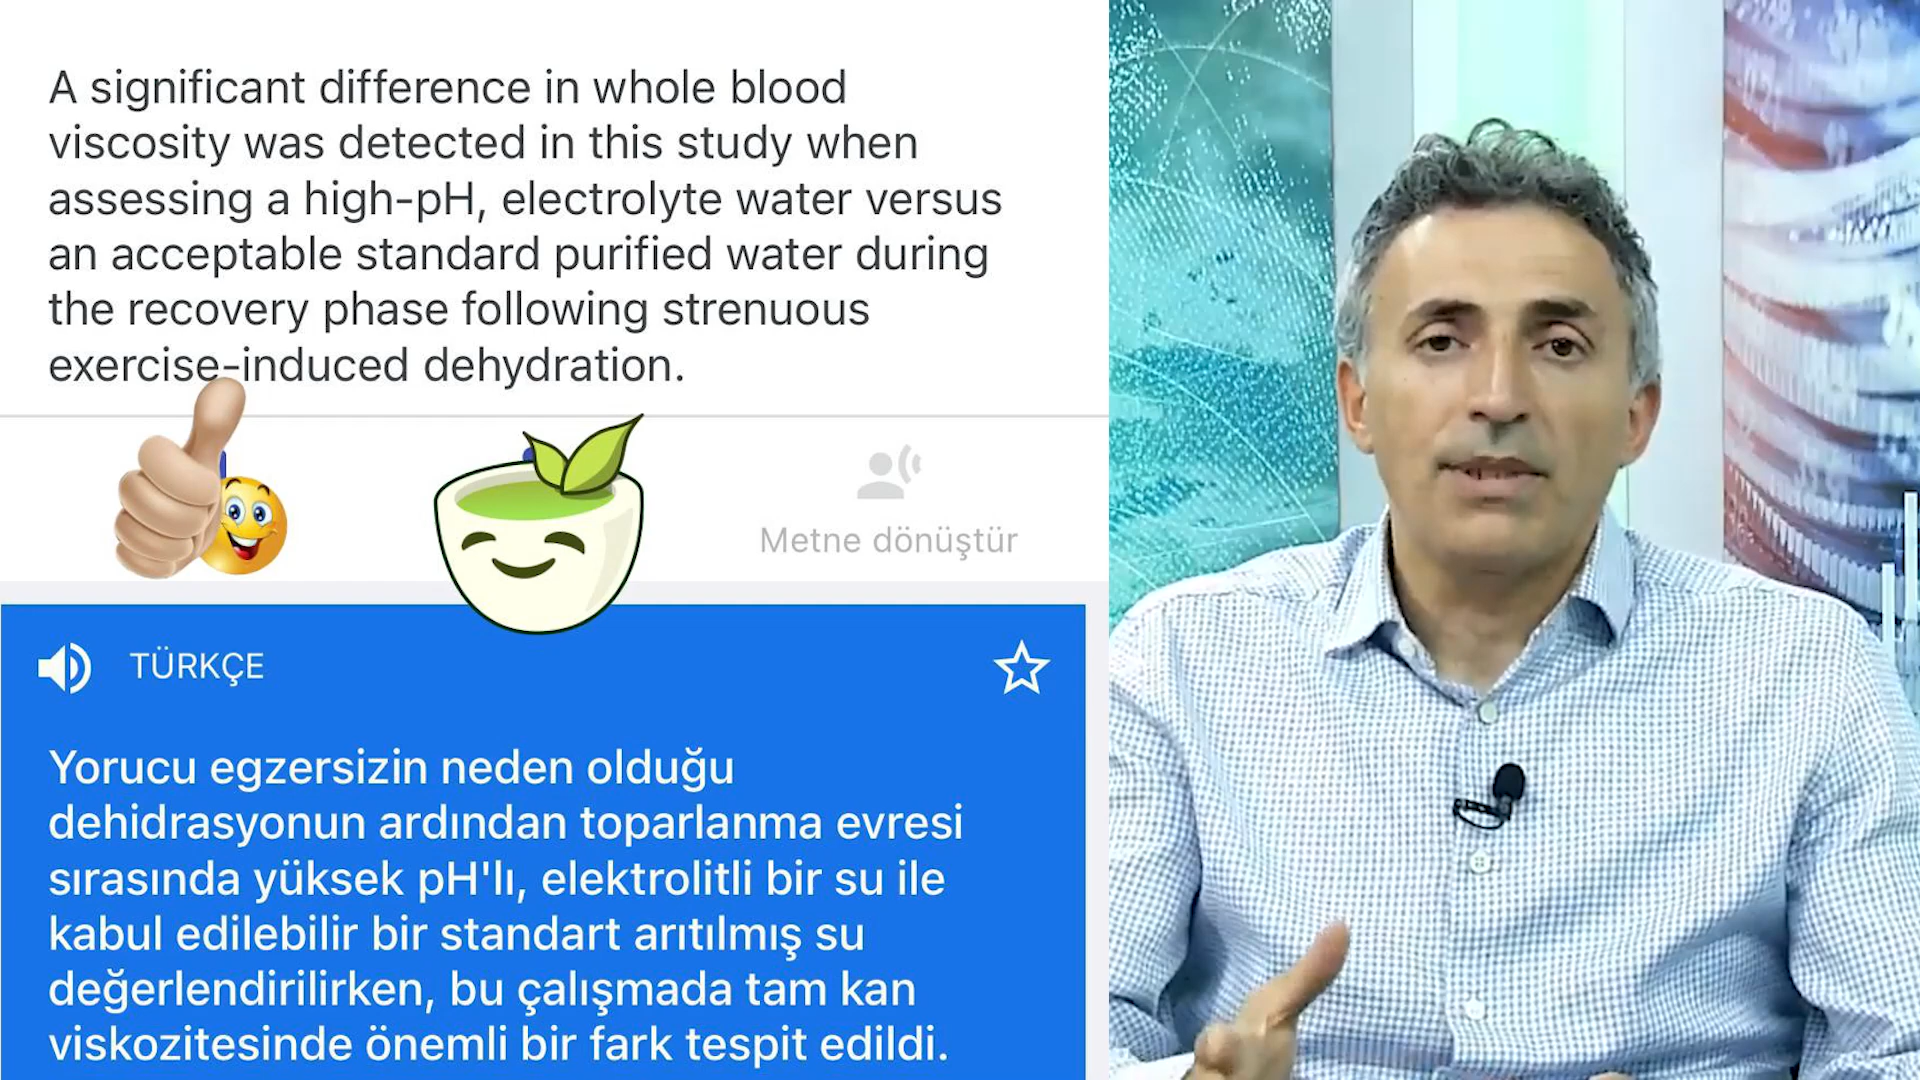 A significant difference in whole blood
viscosity was detected in this study when
assessing a high-pH, electrolyte water versus
an acceptable standard purified water during
the recovery phase following strenuous
exercise-induced dehydration.
Metne dönüştür
TÜRKÇE
Yorucu egzersizin neden olduğu
dehidrasyonun ardından toparlanma evresi
sırasında yüksek pH'lı, elektrolitli bir su ile
kabul edilebilir bir standart arıtılmış su
değerlendirilirken, bu çalışmada tam kan
viskozitesinde önemli bir fark tespit edildi.